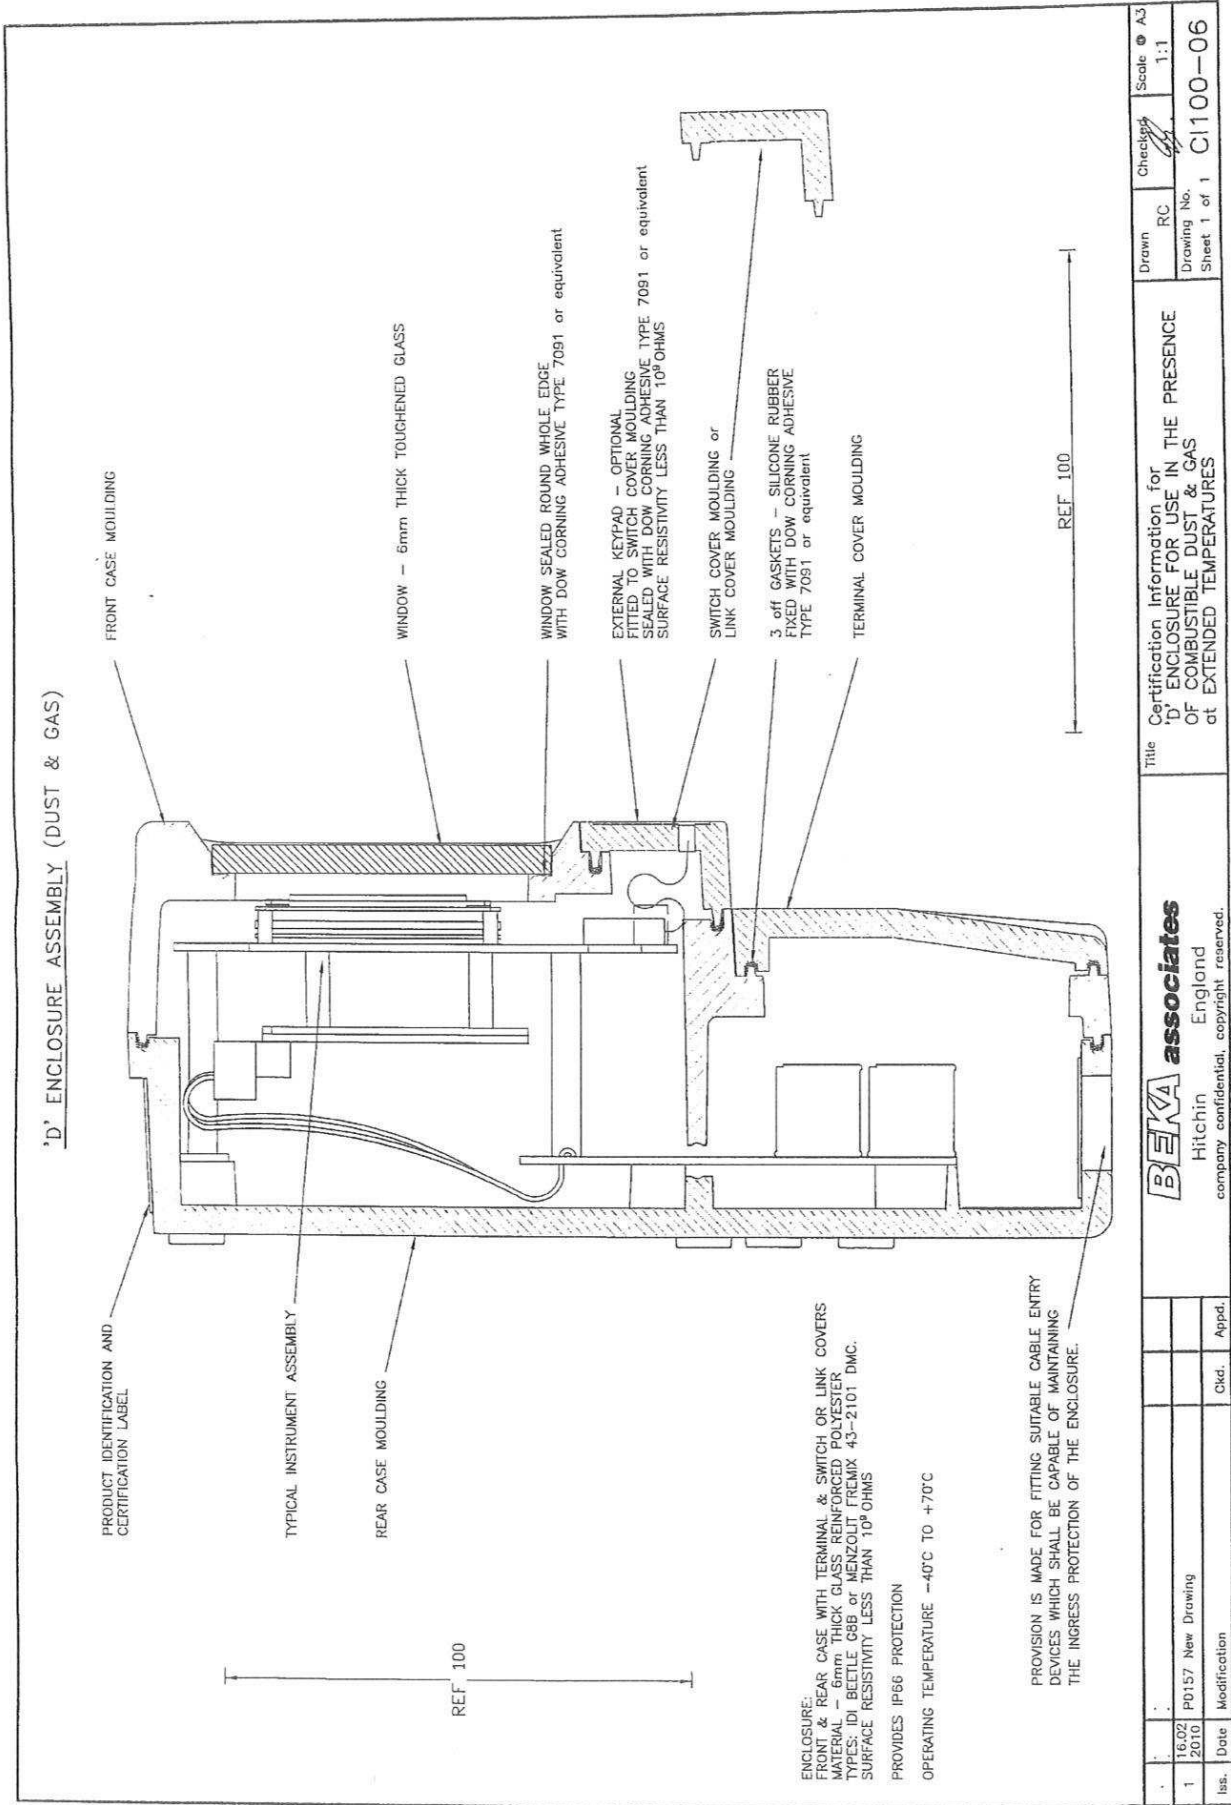 'D' ENCLOSURE ASSEMBLY (DUST & GAS)
PRODUCT IDENTIFICATION AND
CERTIFICATION LABEL
TYPICAL INSTRUMENT ASSEMBLY
REAR CASE MOULDING
FRONT CASE MOULDING
WINDOW – 6mm THICK TOUGHENED GLASS
WINDOW SEALED ROUND WHOLE EDGE
WITH DOW CORNING ADHESIVE TYPE 7091 or equivalent
EXTERNAL KEYPAD – OPTIONAL
FITTED TO SWITCH COVER MOULDING
SEALED WITH DOW CORNING ADHESIVE TYPE 7091 or equivalent
SURFACE RESISTIVITY LESS THAN 10⁹ OHMS
SWITCH COVER MOULDING or
LINK COVER MOULDING
3 off GASKETS – SILICONE RUBBER
FIXED WITH DOW CORNING ADHESIVE
TYPE 7091 or equivalent
TERMINAL COVER MOULDING
REF 100
REF 100
ENCLOSURE:
FRONT & REAR CASE WITH TERMINAL & SWITCH OR LINK COVERS
MATERIAL – 6mm THICK GLASS REINFORCED POLYESTER
TYPES: IDI BEETLE G8B or MENZOLIT FREMIX 43–2101 DMC.
SURFACE RESISTIVITY LESS THAN 10⁹ OHMS
PROVIDES IP66 PROTECTION
OPERATING TEMPERATURE –40°C TO +70°C
PROVISION IS MADE FOR FITTING SUITABLE CABLE ENTRY
DEVICES WHICH SHALL BE CAPABLE OF MAINTAINING
THE INGRESS PROTECTION OF THE ENCLOSURE.
1 16.02 2010 P0157 New Drawing
Iss. Date Modification Ckd. Appd.
BEKA associates
Hitchin England
company confidential, copyright reserved.
Title Certification Information for
'D' ENCLOSURE FOR USE IN THE PRESENCE
OF COMBUSTIBLE DUST & GAS
at EXTENDED TEMPERATURES
Drawn RC
Checked
Scale @ A3 1:1
Drawing No.
Sheet 1 of 1 CI100–06